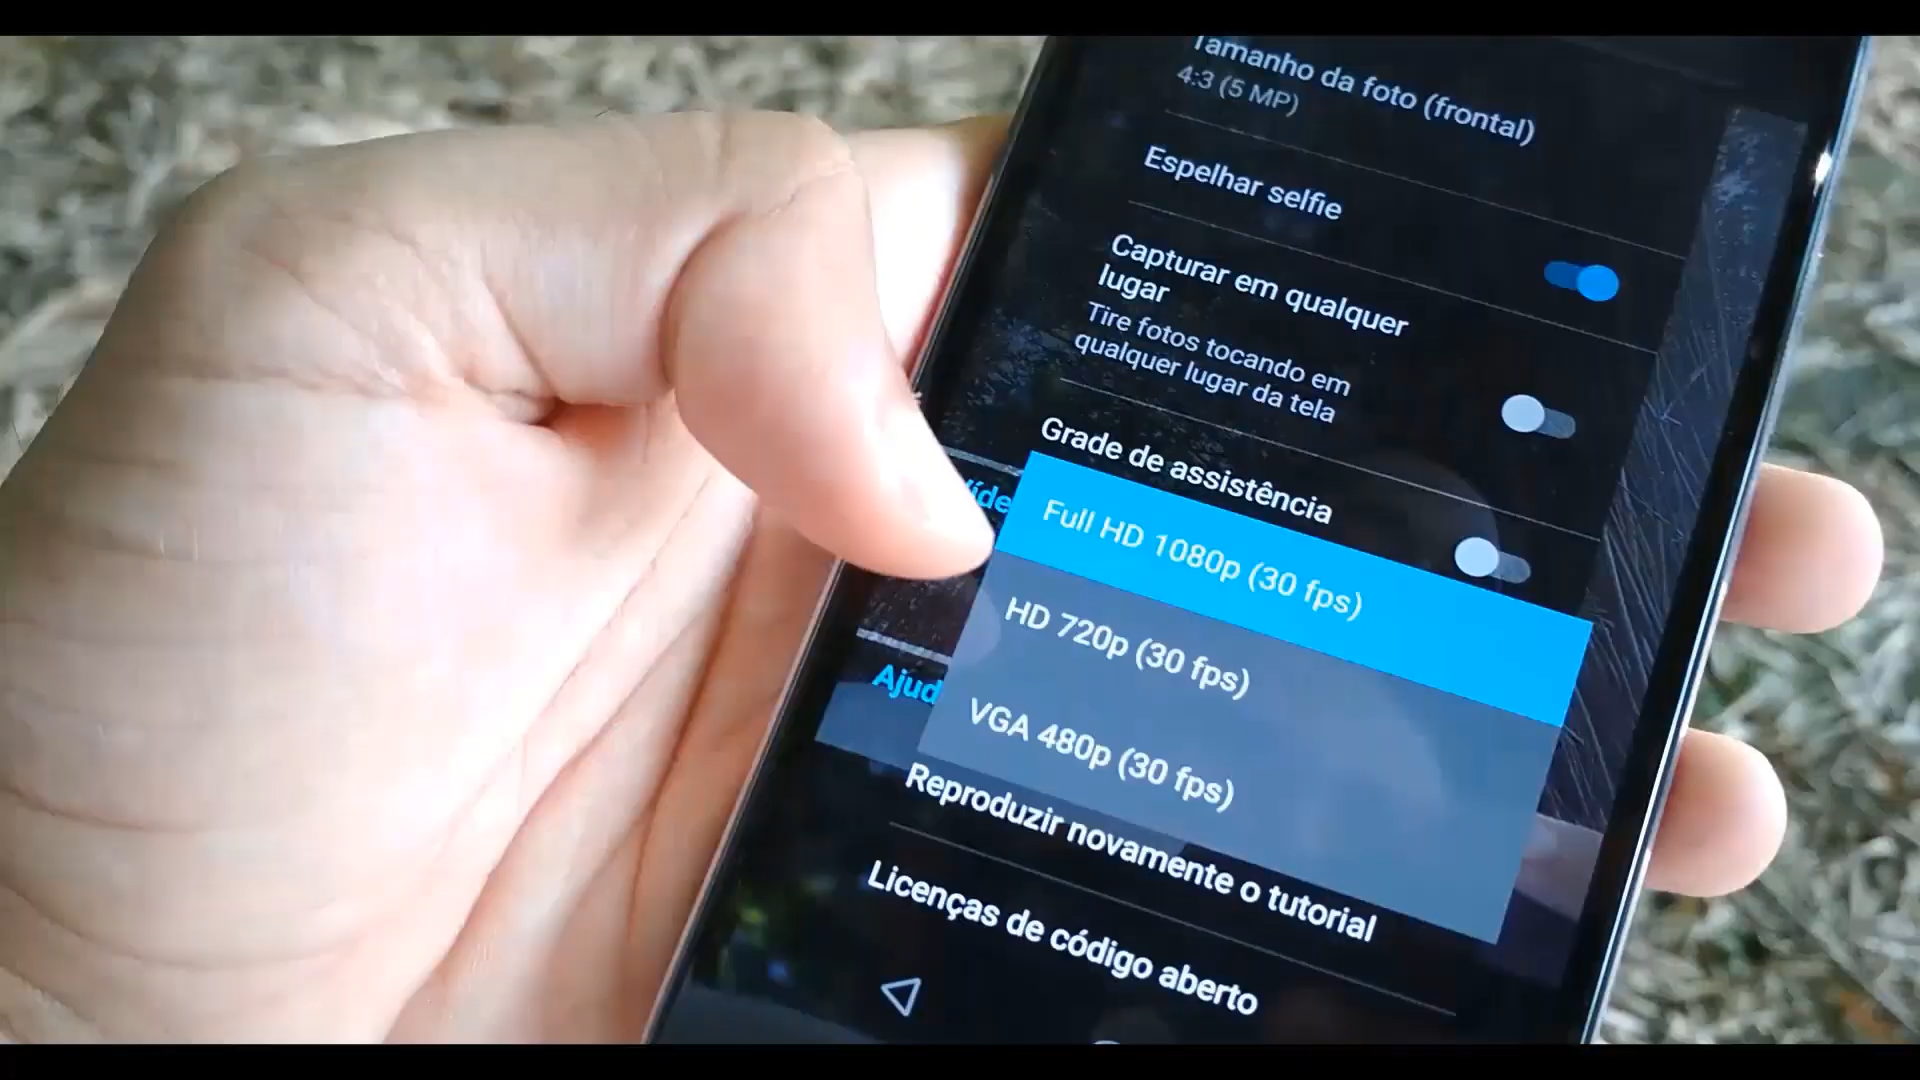 Tamanho da foto (frontal)
4:3 (5 MP)
Espelhar selfie
Capturar em qualquer
lugar
Tire fotos tocando em
qualquer lugar da tela
Grade de assistência
Full HD 1080p (30 fps)
HD 720p (30 fps)
VGA 480p (30 fps)
Ajud
Reproduzir novamente o tutorial
Licenças de código aberto